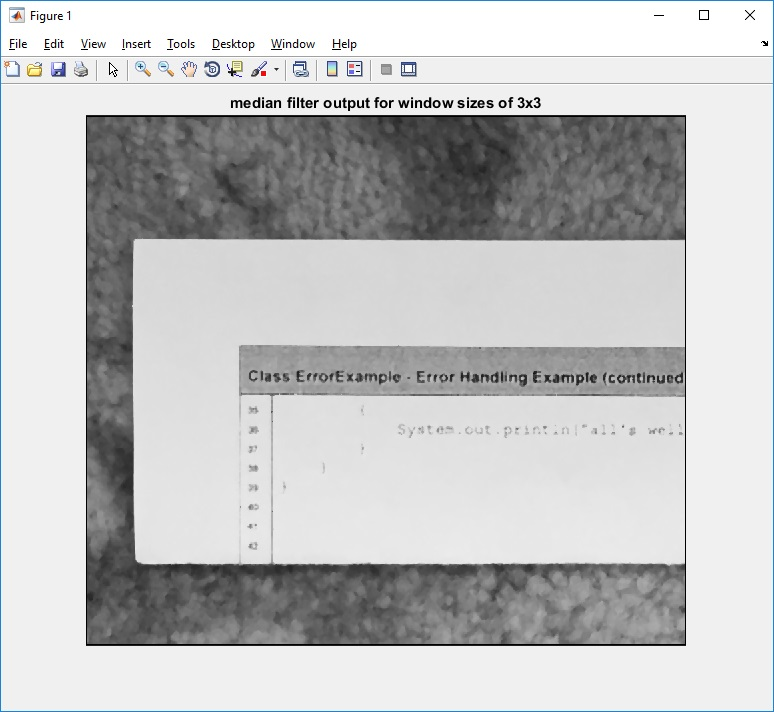 Figure 1
File Edit View Insert Tools Desktop Window Help
median filter output for window sizes of 3x3
Class ErrorExample - Error Handling Example (continued
35 {
36 System.out.println("all's well
37 }
38 }
39 }
40
41
42